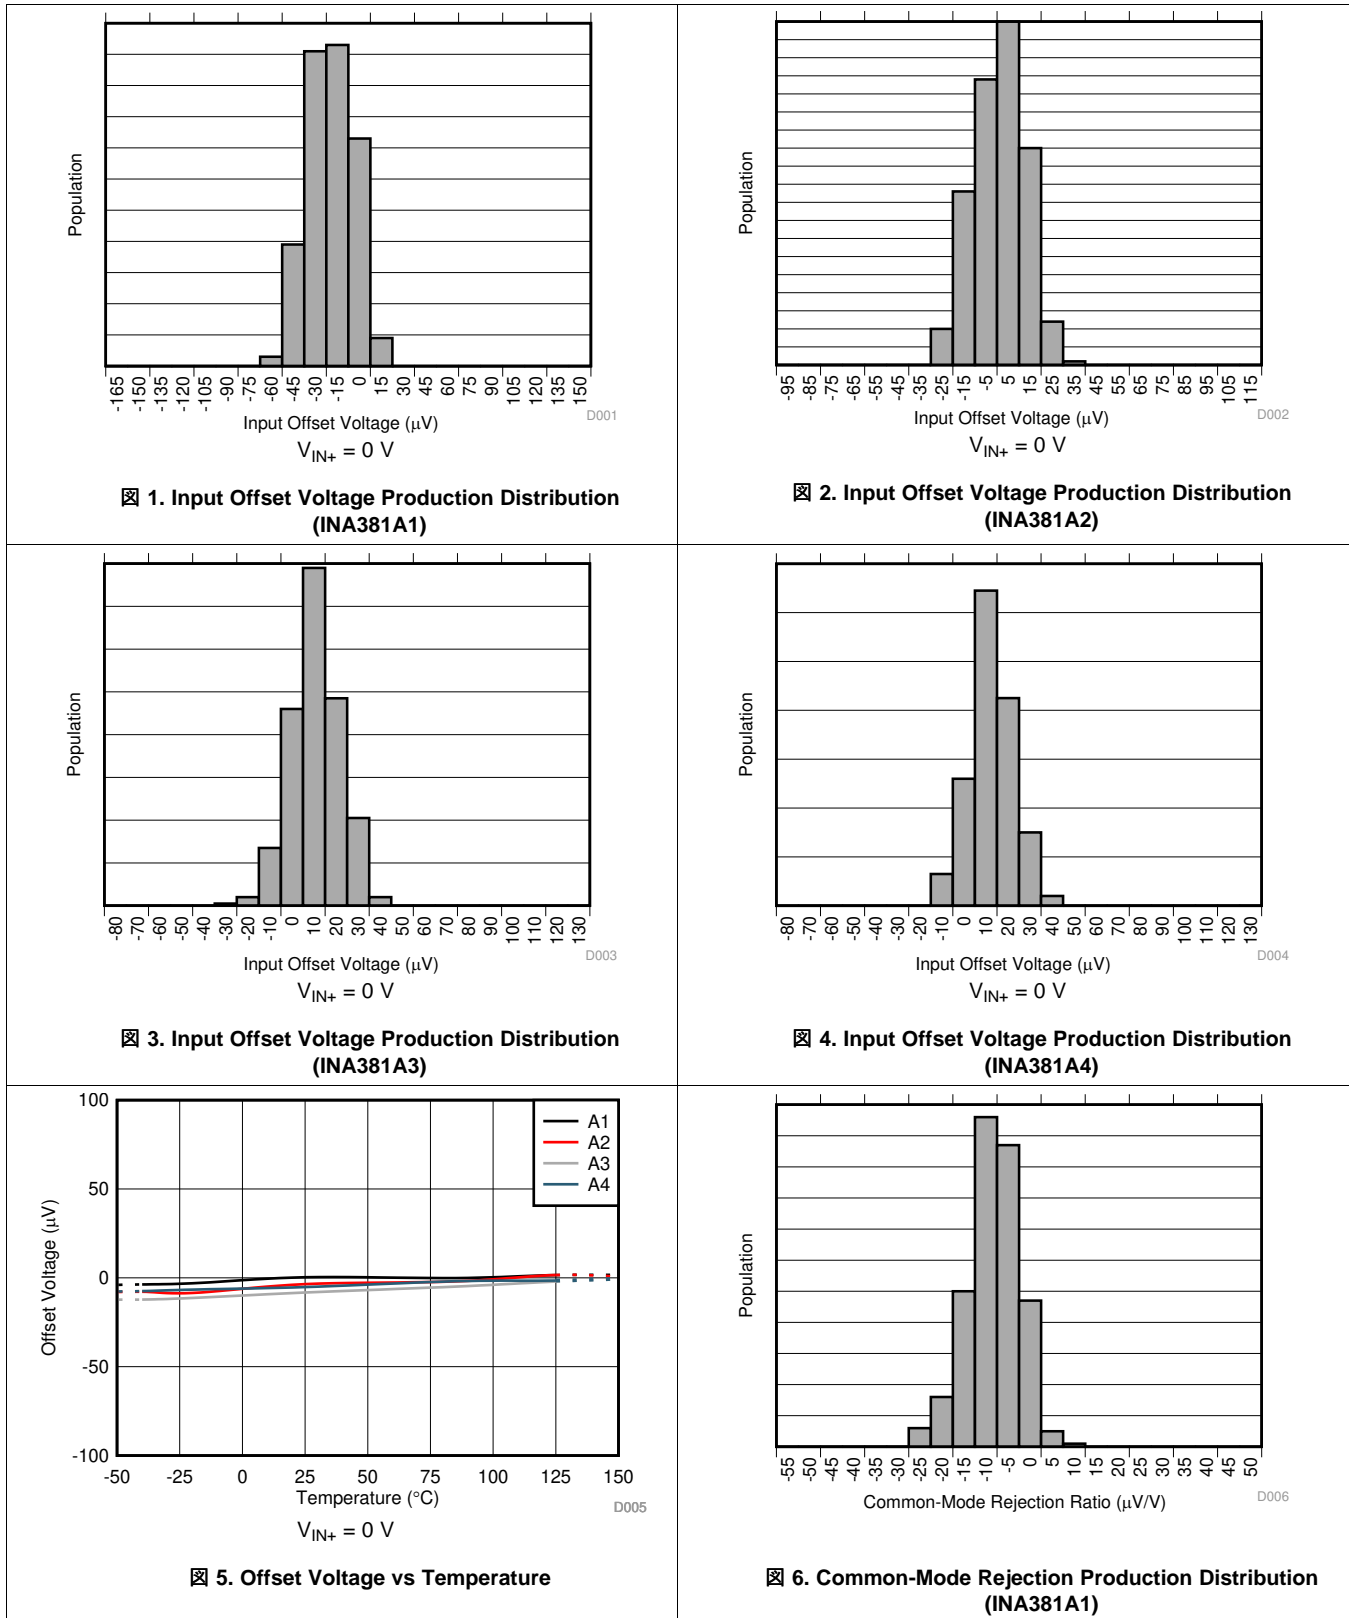 Population
-165 -150 -135 -120 -105 -90 -75 -60 -45 -30 -15 0 15 30 45 60 75 90 105 120 135 150
Input Offset Voltage (μV)
D001
V_IN+ = 0 V
図 1. Input Offset Voltage Production Distribution
(INA381A1)
Population
-95 -85 -75 -65 -55 -45 -35 -25 -15 -5 5 15 25 35 45 55 65 75 85 95 105 115
Input Offset Voltage (μV)
D002
V_IN+ = 0 V
図 2. Input Offset Voltage Production Distribution
(INA381A2)
Population
-80 -70 -60 -50 -40 -30 -20 -10 0 10 20 30 40 50 60 70 80 90 100 110 120 130
Input Offset Voltage (μV)
D003
V_IN+ = 0 V
図 3. Input Offset Voltage Production Distribution
(INA381A3)
Population
-80 -70 -60 -50 -40 -30 -20 -10 0 10 20 30 40 50 60 70 80 90 100 110 120 130
Input Offset Voltage (μV)
D004
V_IN+ = 0 V
図 4. Input Offset Voltage Production Distribution
(INA381A4)
Offset Voltage (μV)
100
50
0
-50
-100
A1
A2
A3
A4
-50 -25 0 25 50 75 100 125 150
Temperature (°C)
D005
V_IN+ = 0 V
図 5. Offset Voltage vs Temperature
Population
-55 -50 -45 -40 -35 -30 -25 -20 -10 -10 -5 0 5 10 15 20 25 30 35 40 45 50
Common-Mode Rejection Ratio (μV/V)
D006
図 6. Common-Mode Rejection Production Distribution
(INA381A1)